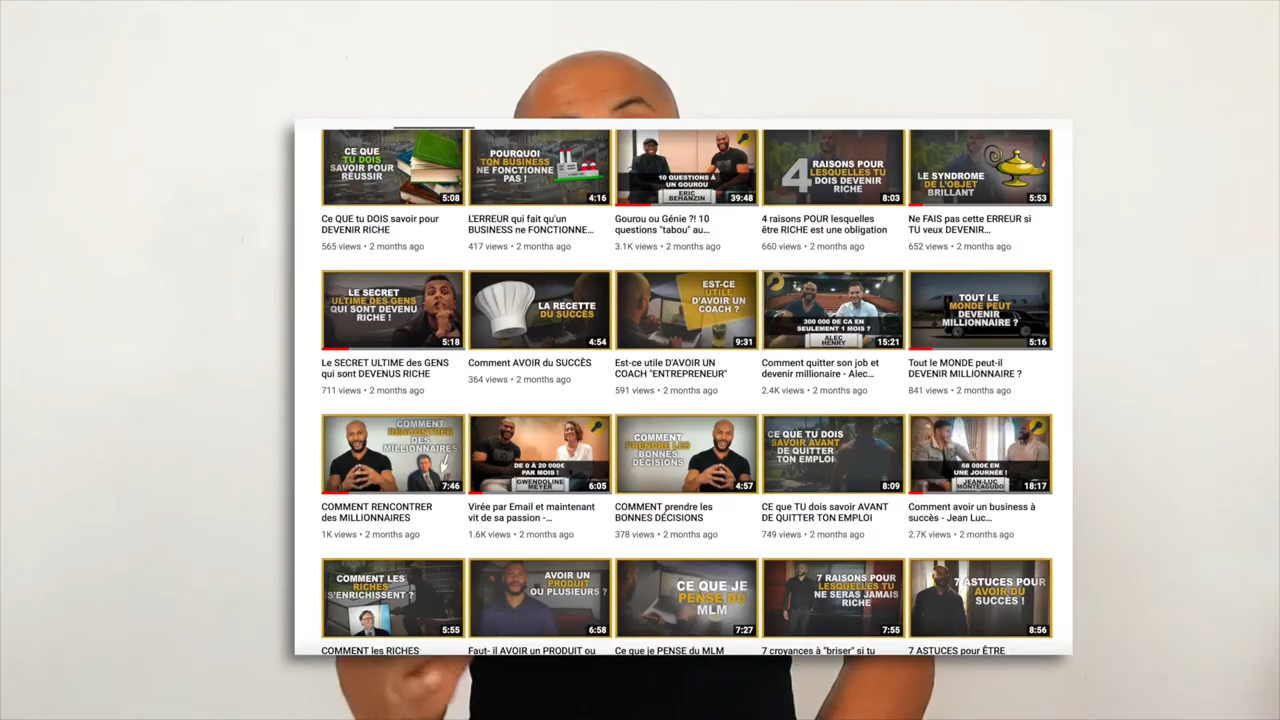 CE QUE
TU DOIS
SAVOIR POUR
RÉUSSIR
5:08
POURQUOI
TON BUSINESS
NE FONCTIONNE
PAS !
4:16
10 QUESTIONS À
UN GOUROU
ERIC
BEHANZIN
39:48
4 RAISONS POUR
LESQUELLES TU
DOIS DEVENIR
RICHE
8:03
LE SYNDROME
DE L'OBJET
BRILLANT
5:53
Ce QUE tu DOIS savoir pour
DEVENIR RICHE
565 views • 2 months ago
L'ERREUR qui fait qu'un
BUSINESS ne FONCTIONNE...
417 views • 2 months ago
Gourou ou Génie ?! 10
questions "tabou" au...
3.1K views • 2 months ago
4 raisons POUR lesquelles
être RICHE est une obligation
660 views • 2 months ago
Ne FAIS pas cette ERREUR si
TU veux DEVENIR...
652 views • 2 months ago
LE SECRET
ULTIME DES GENS
QUI SONT DEVENU
RICHE !
5:18
LA RECETTE
DU SUCCÈS
4:54
EST-CE
UTILE
D'AVOIR UN
COACH ?
9:31
300 000 DE CA EN
SEULEMENT 1 MOIS ?
ALEC
HENRY
15:21
TOUT LE
MONDE PEUT
DEVENIR
MILLIONNAIRE ?
5:16
Le SECRET ULTIME des GENS
qui sont DEVENUS RICHE
711 views • 2 months ago
Comment AVOIR du SUCCÈS
364 views • 2 months ago
Est-ce utile D'AVOIR UN
COACH "ENTREPRENEUR"
591 views • 2 months ago
Comment quitter son job et
devenir millionaire - Alec...
2.4K views • 2 months ago
Tout le MONDE peut-il
DEVENIR MILLIONNAIRE ?
841 views • 2 months ago
COMMENT
RENCONTRER
DES
MILLIONNAIRES
7:46
DE 0 À 20 000€
PAR MOIS !
GWENDOLINE
MEYER
6:05
COMMENT
PRENDRE LES
BONNES
DÉCISIONS
4:57
CE QUE TU DOIS
SAVOIR AVANT
DE QUITTER
TON EMPLOI
8:09
68 000€ EN
UNE JOURNÉE !
JEAN-LUC
MONTEAGUDO
18:17
COMMENT RENCONTRER
des MILLIONNAIRES
1K views • 2 months ago
Virée par Email et maintenant
vit de sa passion -...
1.6K views • 2 months ago
COMMENT prendre les
BONNES DÉCISIONS
378 views • 2 months ago
CE que TU dois savoir AVANT
DE QUITTER TON EMPLOI
749 views • 2 months ago
Comment avoir un business à
succès - Jean Luc...
2.7K views • 2 months ago
COMMENT LES
RICHES
S'ENRICHISSENT ?
5:55
AVOIR UN
PRODUIT
OU PLUSIEURS ?
6:58
CE QUE JE
PENSE DU
MLM
7:27
7 RAISONS POUR
LESQUELLES TU
NE SERAS JAMAIS
RICHE
7:55
7 ASTUCES POUR
AVOIR DU
SUCCÈS !
8:56
COMMENT les RICHES
Faut- il AVOIR un PRODUIT ou
Ce que je PENSE du MLM
7 croyances à "briser" si tu
7 ASTUCES pour ÊTRE